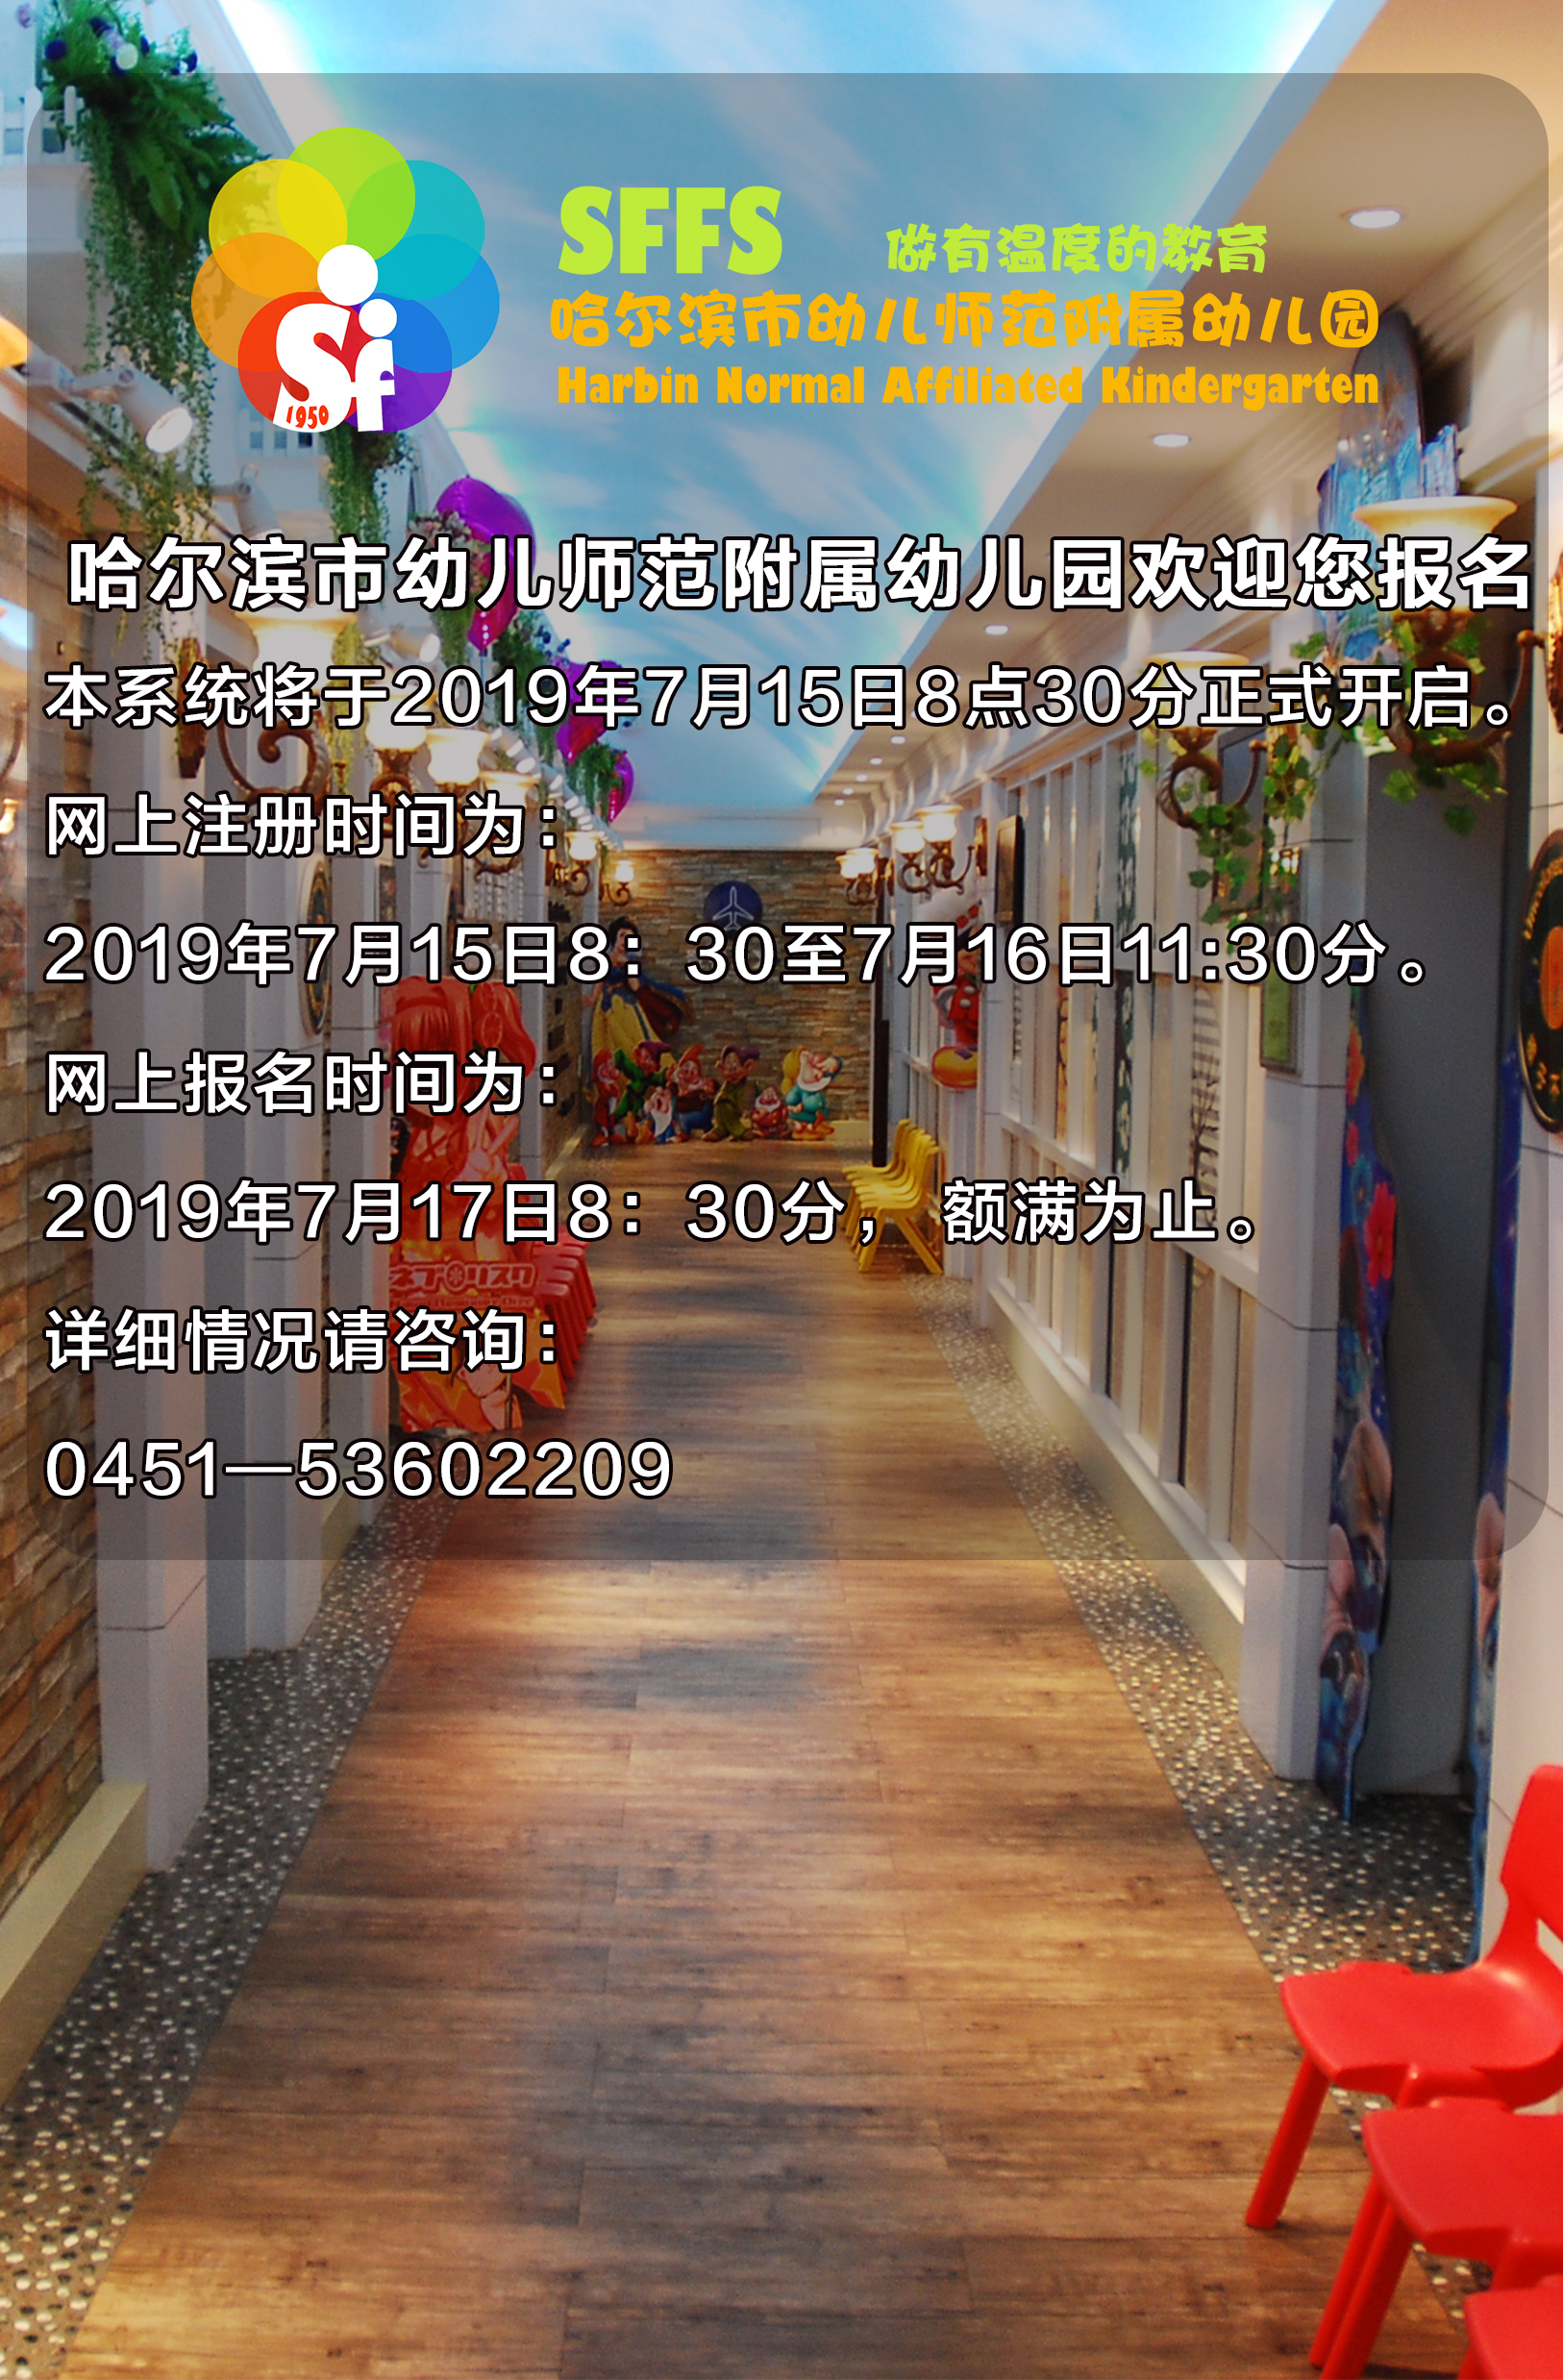 SFFS
做有温度的教育
哈尔滨市幼儿师范附属幼儿园
Harbin Normal Affiliated Kindergarten
Sif
1950
哈尔滨市幼儿师范附属幼儿园欢迎您报名
本系统将于2019年7月15日8点30分正式开启。
网上注册时间为：
2019年7月15日8：30至7月16日11:30分。
网上报名时间为：
2019年7月17日8：30分， 额满为止。
详细情况请咨询：
0451—53602209